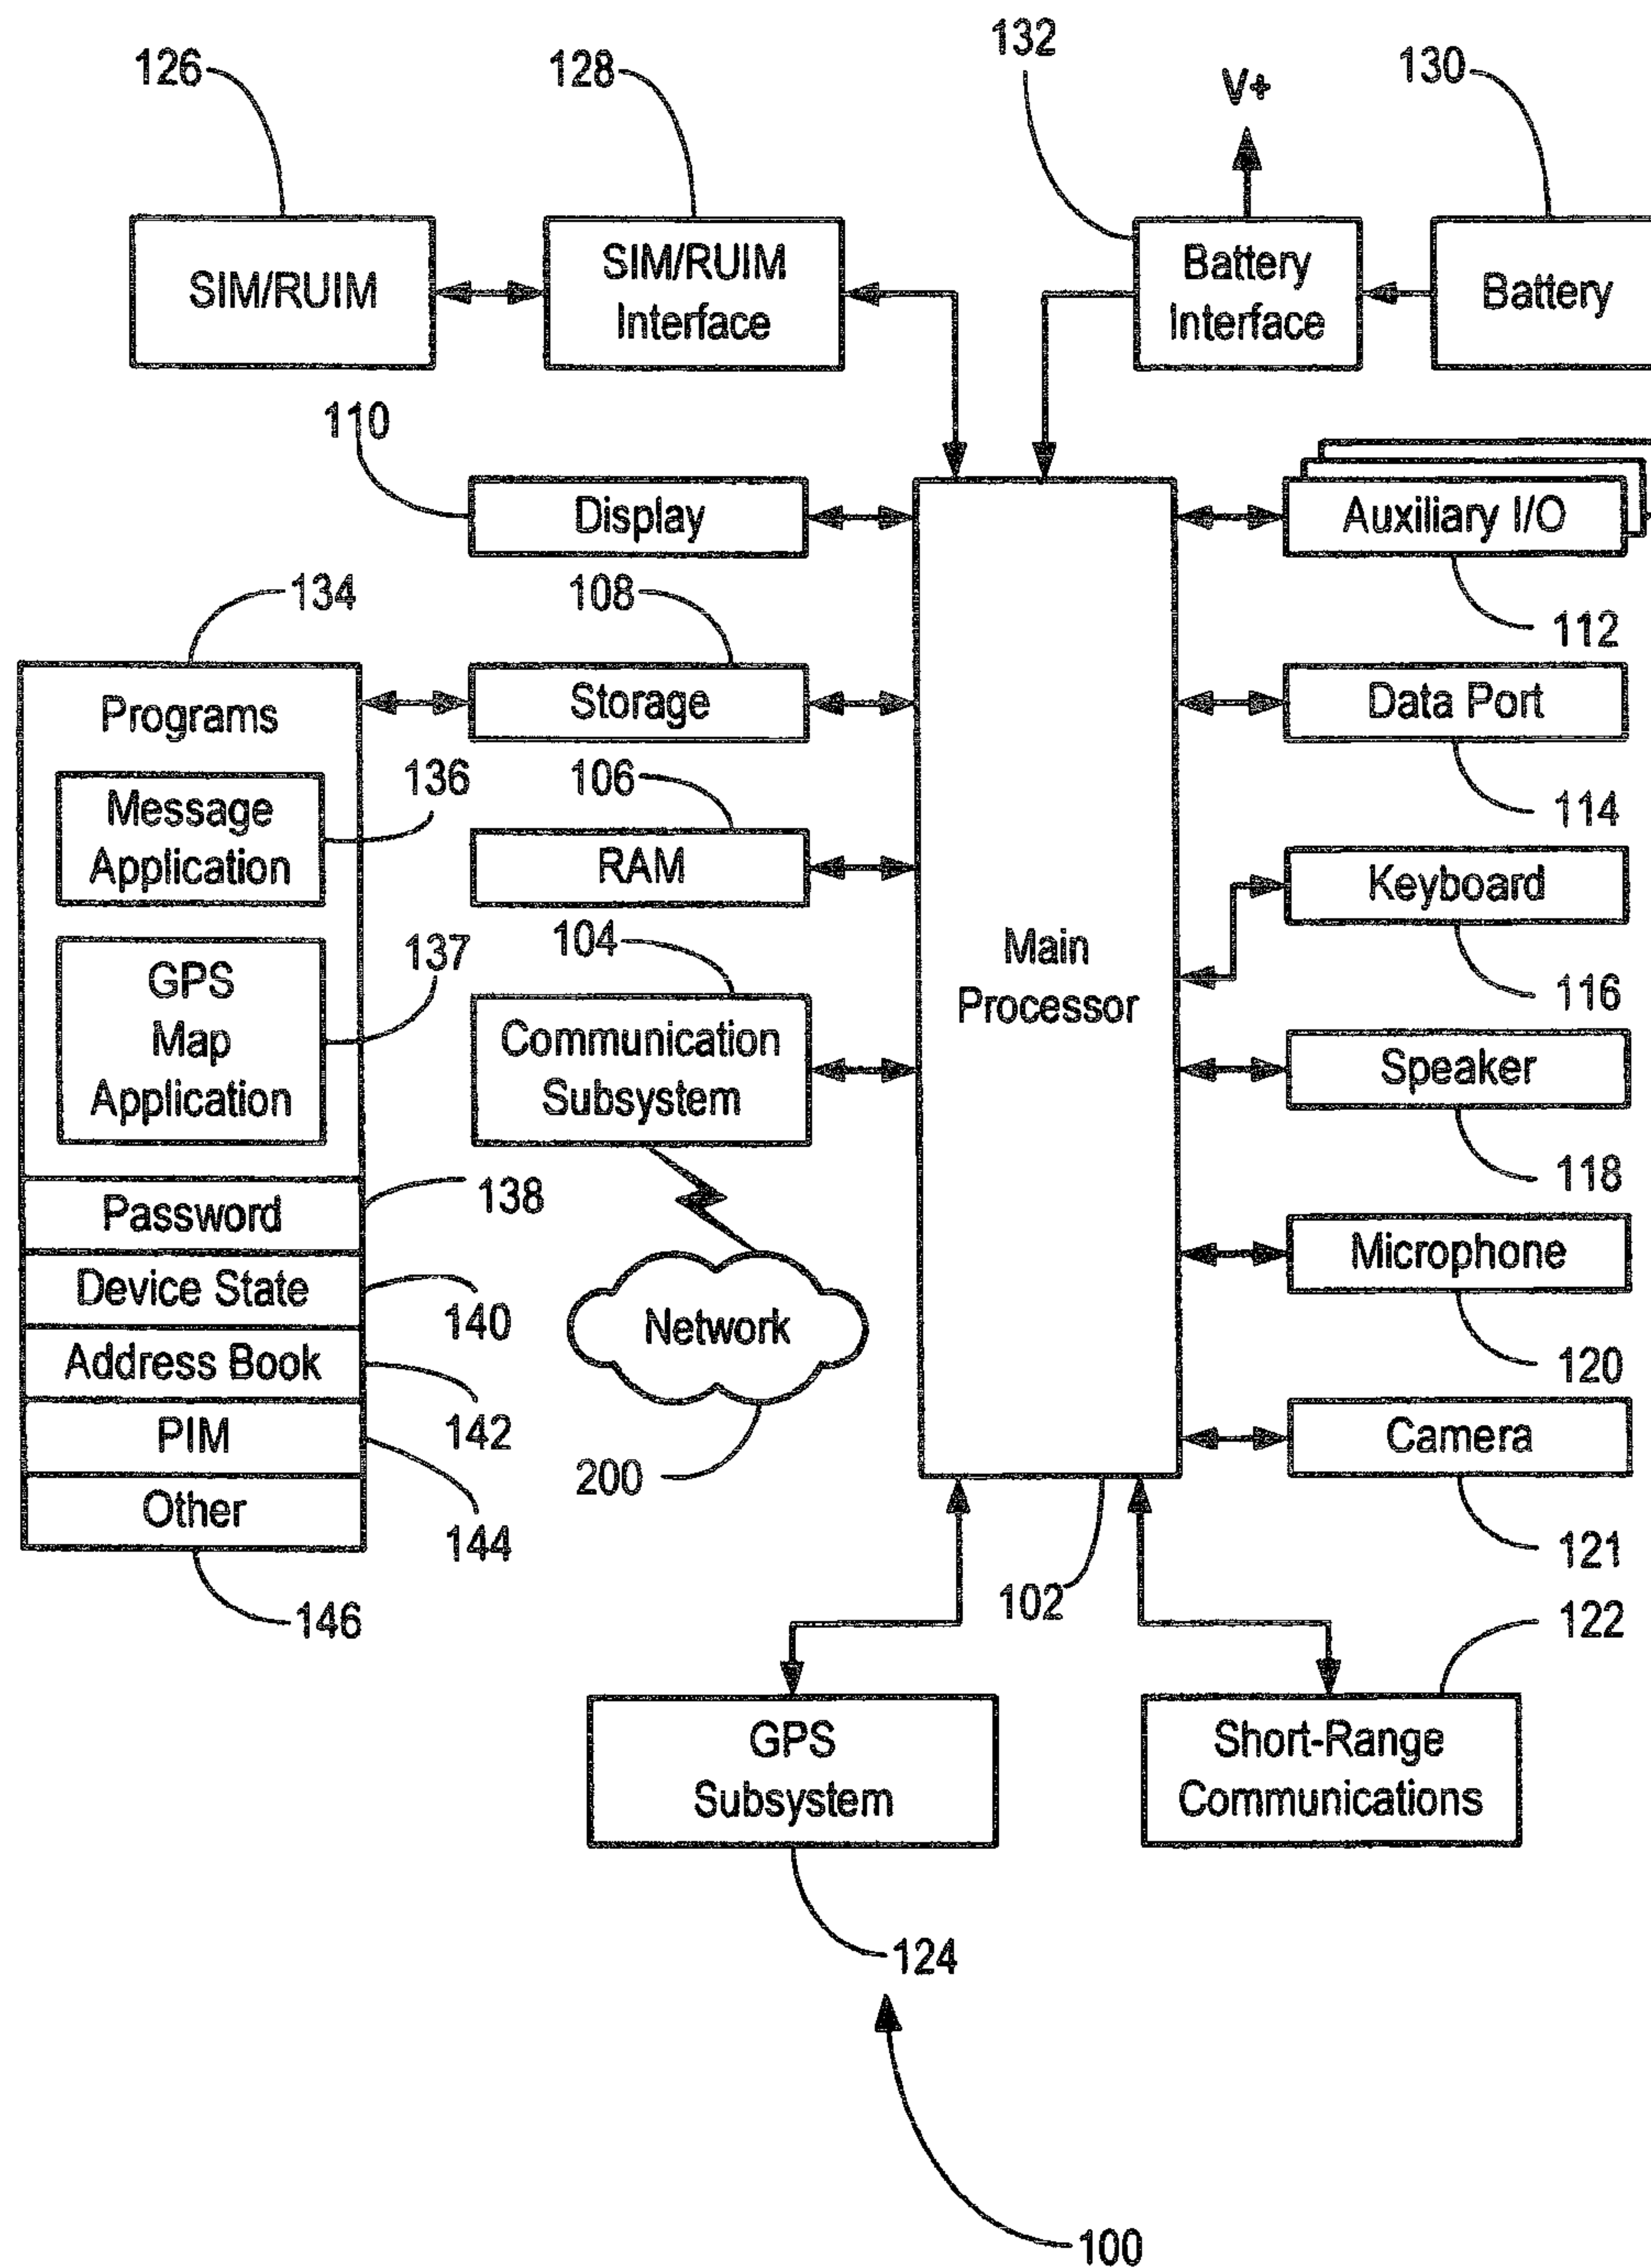 126
128
132
V+
130
SIM/RUIM
SIM/RUIM
Interface
Battery
Interface
Battery
110
Display
Auxiliary I/O
112
134
108
Programs
Storage
Data Port
114
Message
Application
136
106
RAM
Keyboard
116
GPS
Map
Application
137
104
Communication
Subsystem
Main
Processor
Speaker
118
Password
138
Device State
140
Address Book
142
PIM
144
Other
146
Network
200
Microphone
120
Camera
121
102
122
GPS
Subsystem
Short-Range
Communications
124
100